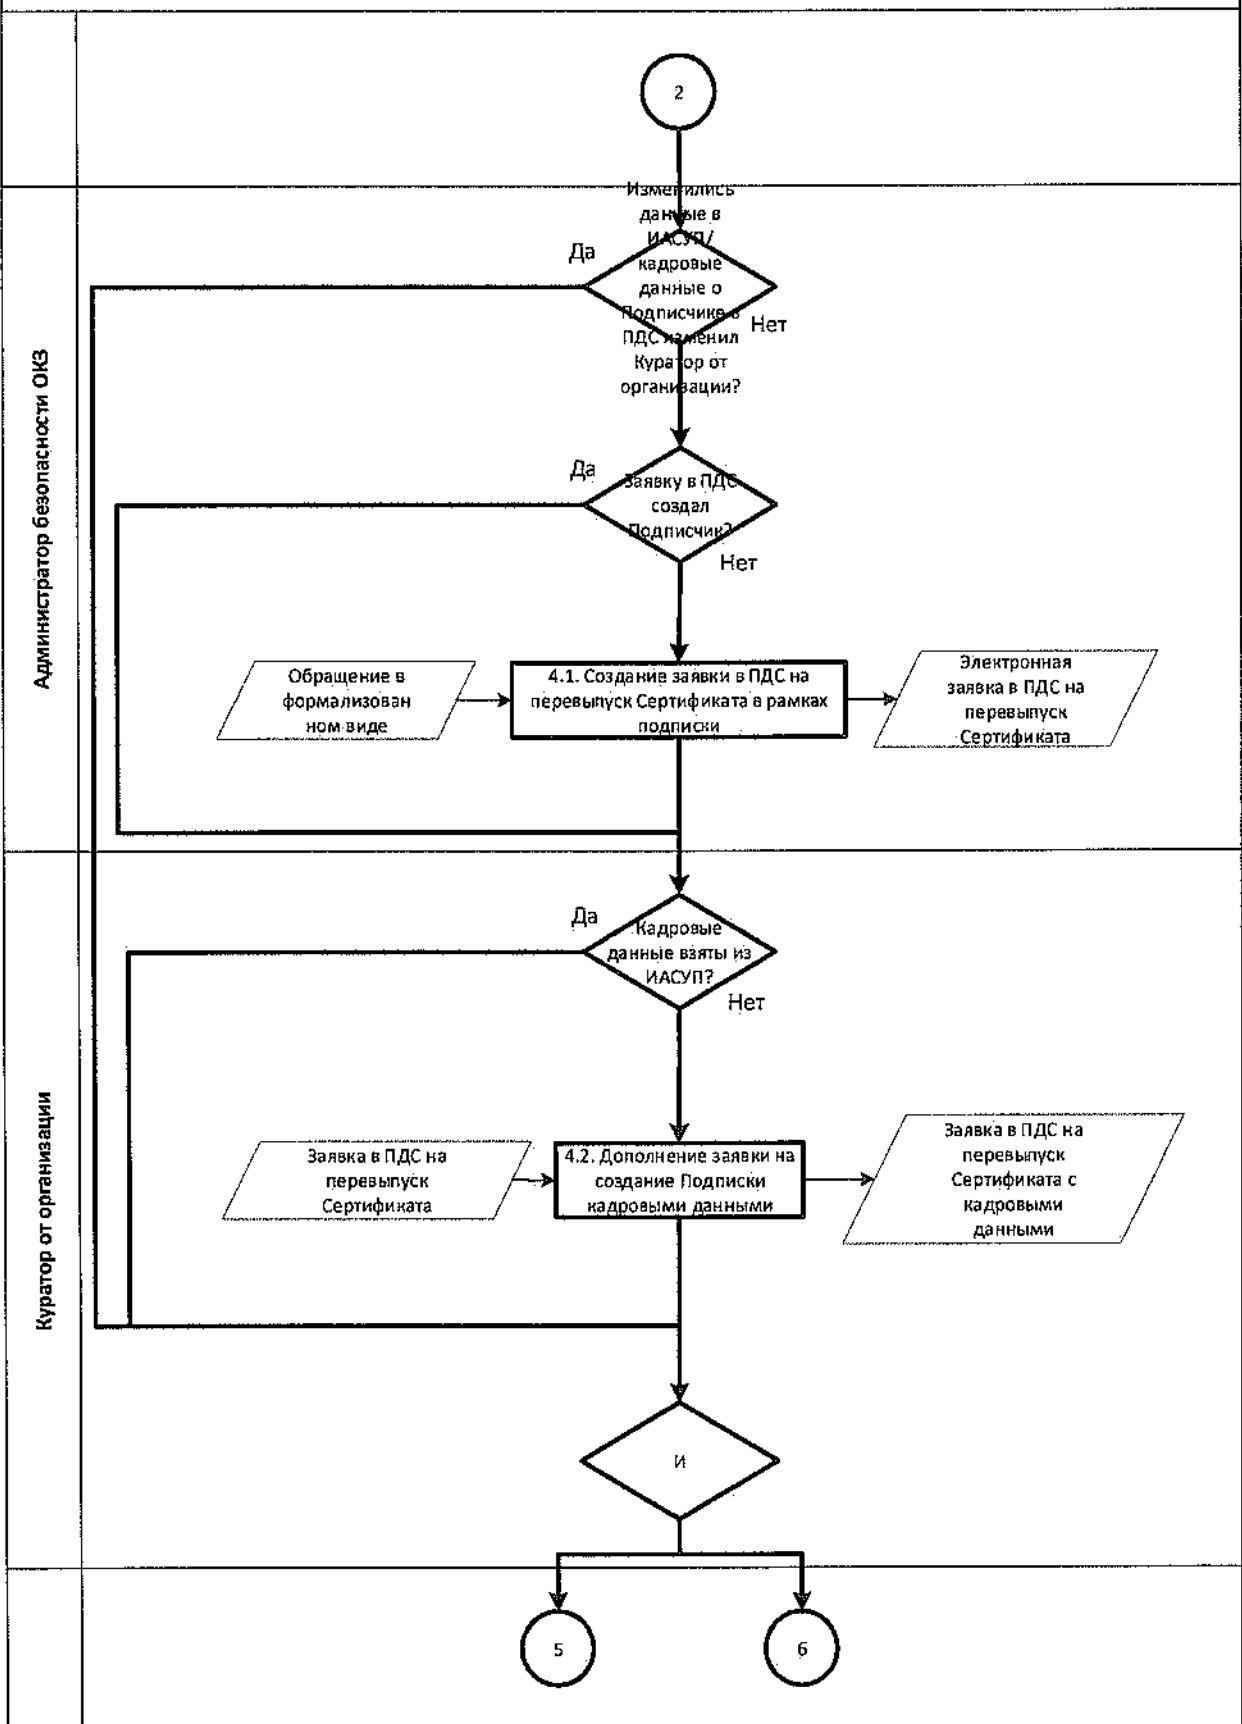 2
Изменились
данные в
ИАСУП/
кадровые
данные о
Подписчике в
ПДС изменил
Куратор от
организации?
Да
Нет
Администратор безопасности ОКЗ
Да
Заявку в ПДС
создал
Подписчик?
Нет
Обращение в
формализован
ном виде
4.1. Создание заявки в ПДС на
перевыпуск Сертификата в рамках
подписки
Электронная
заявка в ПДС на
перевыпуск
Сертификата
Да
Кадровые
данные взяты из
ИАСУП?
Нет
Куратор от организации
Заявка в ПДС на
перевыпуск
Сертификата
4.2. Дополнение заявки на
создание Подписки
кадровыми данными
Заявка в ПДС на
перевыпуск
Сертификата с
кадровыми
данными
И
5
6